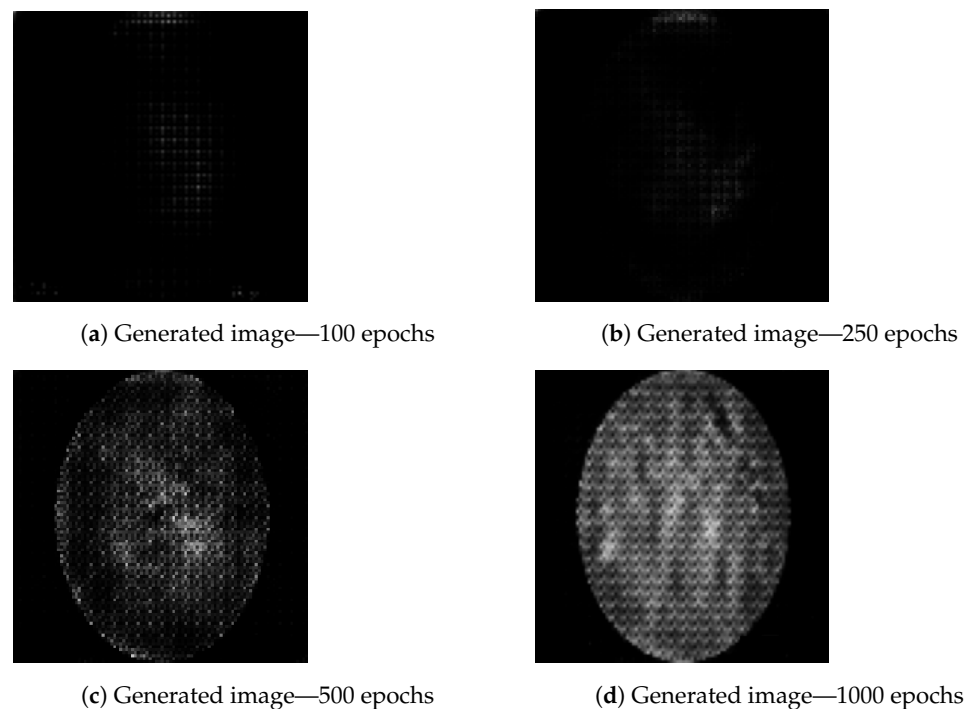 (a) Generated image—100 epochs
(b) Generated image—250 epochs
(c) Generated image—500 epochs
(d) Generated image—1000 epochs